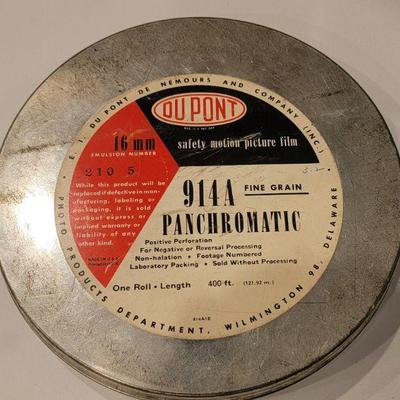 E. I. DU PONT DE NEMOURS AND COMPANY (INC.)
DU PONT
REG. U.S. PAT. OFF.
16 mm
safety motion picture film
EMULSION NUMBER
210 5
While this product will be
replaced if defective in man-
ufacturing, labeling or
packaging, it is sold
without express or
implied warranty or
liability of any
other kind.
MADE IN U.S.A.
914A
FINE GRAIN
PANCHROMATIC
Positive Perforation
For Negative or Reversal Processing
Non-halation • Footage Numbered
Laboratory Packing • Sold Without Processing
One Roll • Length 400 ft. (121.92 m.)
PHOTO PRODUCTS DEPARTMENT, WILMINGTON 98, DELAWARE